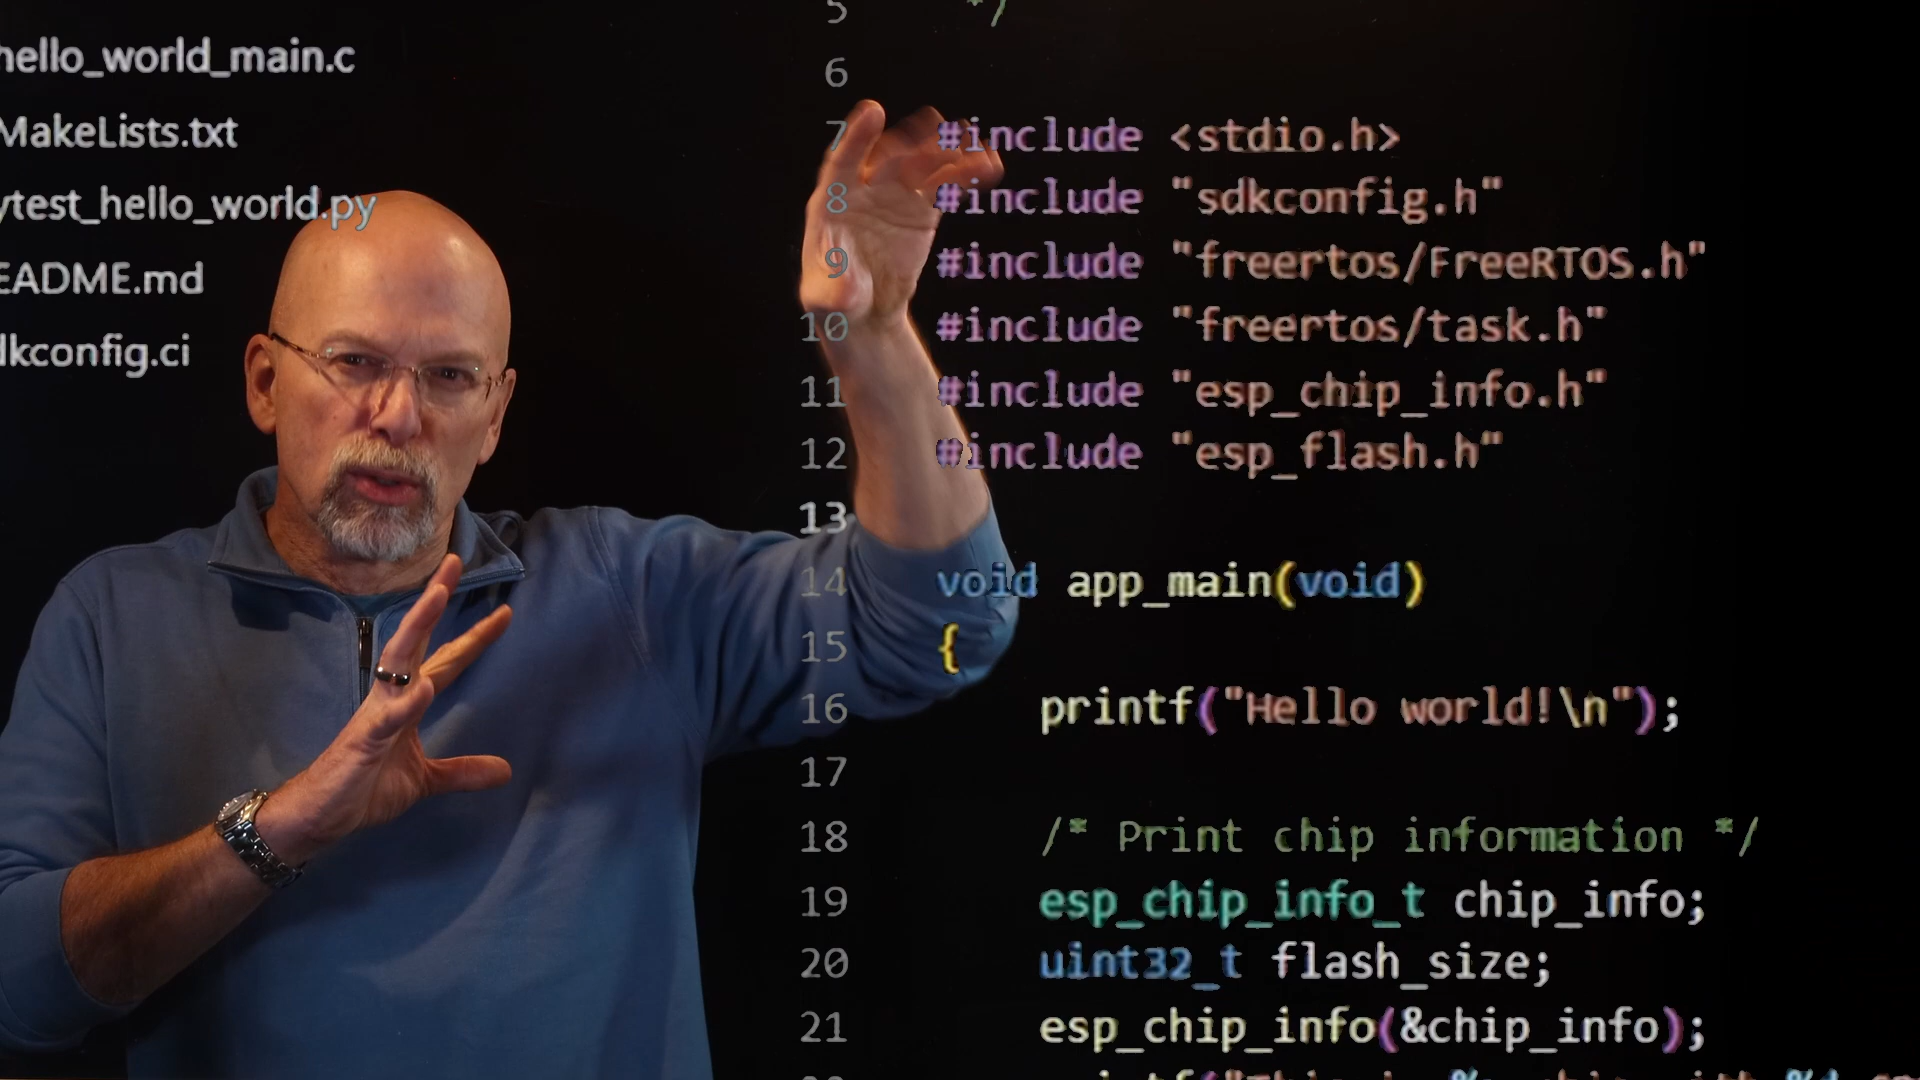 hello_world_main.c
MakeLists.txt
ytest_hello_world.py
EADME.md
dkconfig.ci
5 */
6
7 #include <stdio.h>
8 #include "sdkconfig.h"
9 #include "freertos/FreeRTOS.h"
10 #include "freertos/task.h"
11 #include "esp_chip_info.h"
12 #include "esp_flash.h"
13
14 void app_main(void)
15 {
16 printf("Hello world!\n");
17
18 /* Print chip information */
19 esp_chip_info_t chip_info;
20 uint32_t flash_size;
21 esp_chip_info(&chip_info);